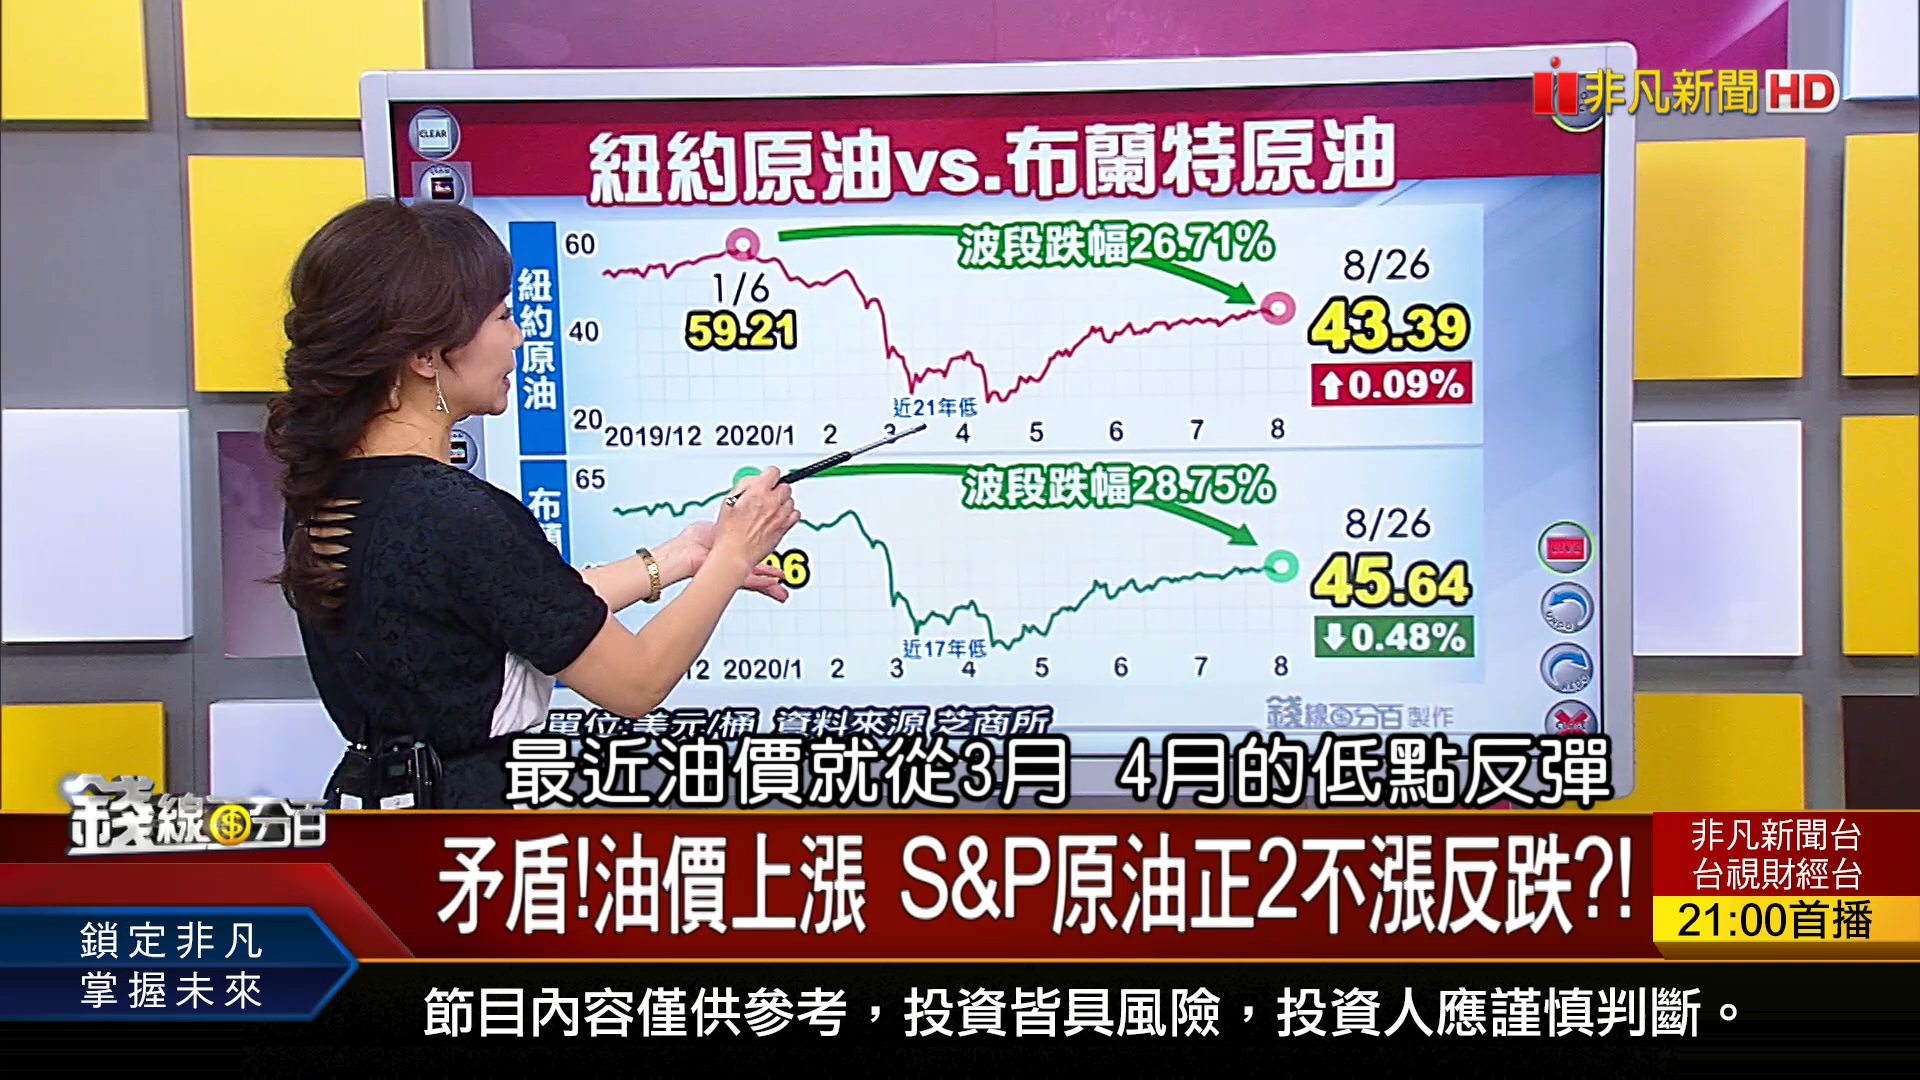 非凡新聞HD
CLEAR
紐約原油vs.布蘭特原油
紐約原油
60
40
20
1/6
59.21
波段跌幅26.71%
8/26
43.39
⬆0.09%
近21年低
2019/12 2020/1 2 3 4 5 6 7 8
布
65
波段跌幅28.75%
8/26
45.64
⬇0.48%
近17年低
12 2020/1 2 3 4 5 6 7 8
單位:美元/桶 資料來源 芝商所
錢線百分百 製作
最近油價就從3月 4月的低點反彈
錢線百分百
矛盾!油價上漲 S&P原油正2不漲反跌?!
非凡新聞台
台視財經台
21:00首播
鎖定非凡
掌握未來
節目內容僅供參考，投資皆具風險，投資人應謹慎判斷。